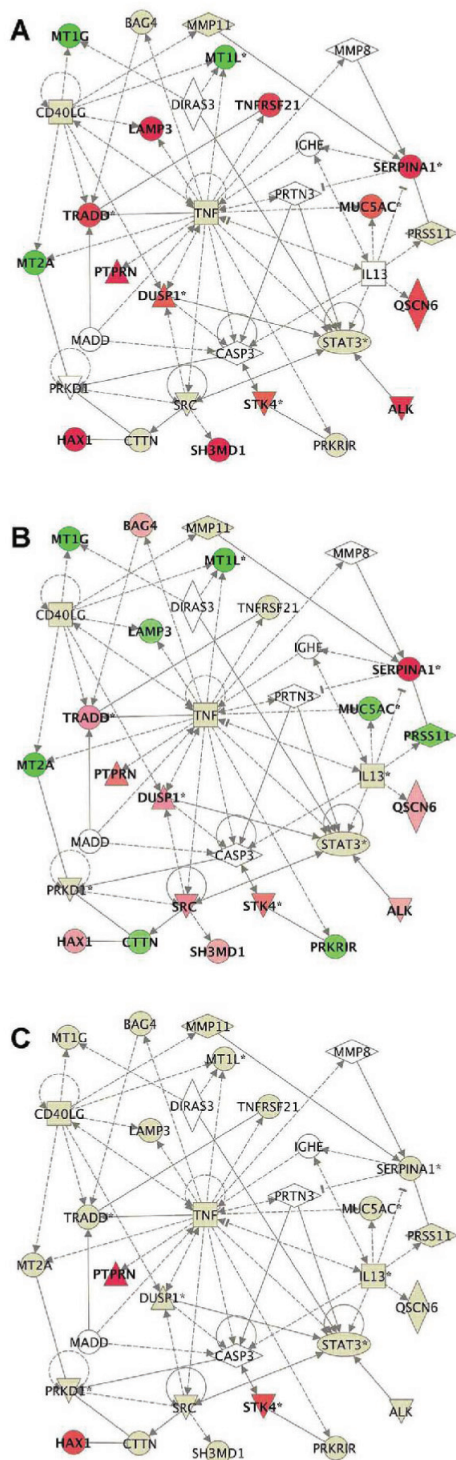 A
BAG4
MMP11
MT1G
MT1L*
MMP8
CD40LG
DIRAS3
TNFRSF21
LAMP3
IGHE
SERPINA1*
PRTN3
TRADD*
TNF
MUC5AC*
PRSS11
MT2A
PTPRN
IL13
DUSP1*
QSCN6
MADD
CASP3
STAT3*
PRKD1
SRC
STK4*
ALK
HAX1
CTTN
SH3MD1
PRKRIR
B
BAG4
MMP11
MT1G
MT1L*
MMP8
CD40LG
DIRAS3
TNFRSF21
LAMP3
IGHE
SERPINA1*
PRTN3
TRADD*
TNF
MUC5AC*
PRSS11
MT2A
PTPRN
IL13*
DUSP1*
QSCN6
MADD
CASP3
STAT3*
PRKD1*
SRC
STK4*
ALK
HAX1
CTTN
SH3MD1
PRKRIR
C
BAG4
MMP11
MT1G
MT1L*
MMP8
CD40LG
DIRAS3
TNFRSF21
LAMP3
IGHE
SERPINA1*
PRTN3
TRADD*
TNF
MUC5AC*
PRSS11
MT2A
PTPRN
IL13*
DUSP1*
QSCN6
MADD
CASP3
STAT3*
PRKD1*
SRC
STK4*
ALK
HAX1
CTTN
SH3MD1
PRKRIR